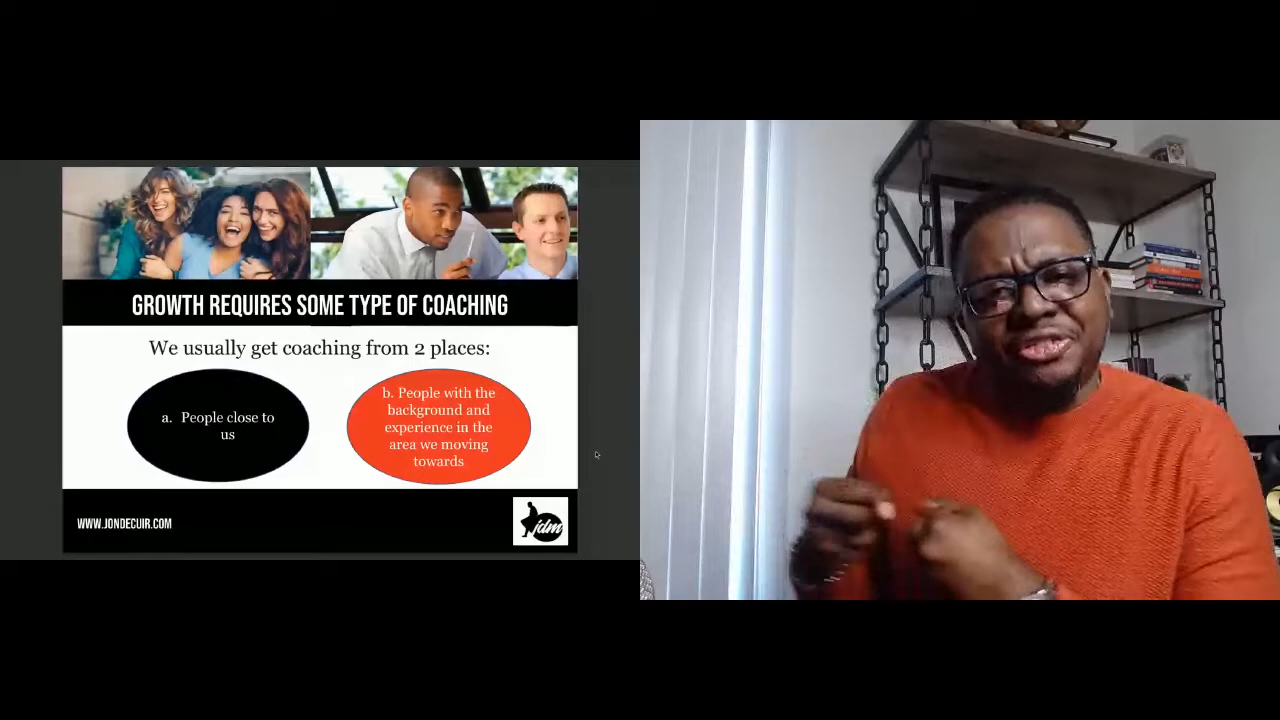 GROWTH REQUIRES SOME TYPE OF COACHING
We usually get coaching from 2 places:
a. People close to
us
b. People with the
background and
experience in the
area we moving
towards
WWW.JONDECUIR.COM
jdm